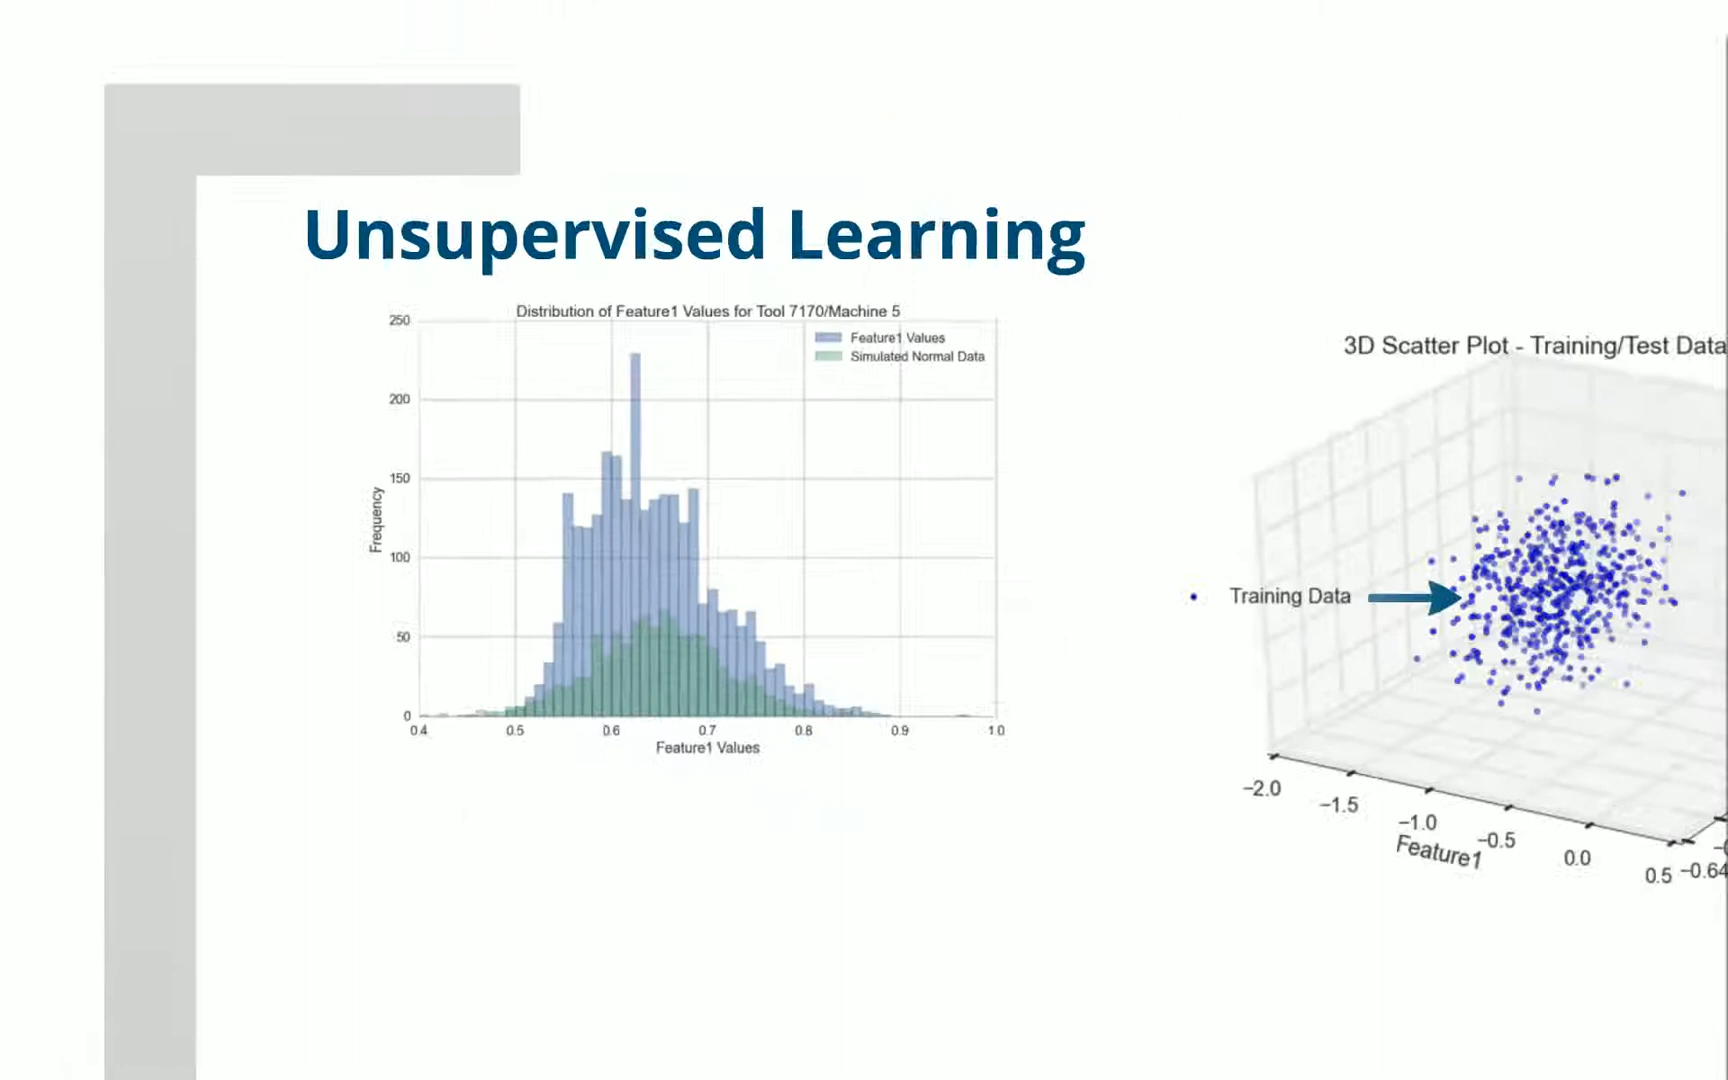 Unsupervised Learning
Distribution of Feature1 Values for Tool 7170/Machine 5
Feature1 Values
Simulated Normal Data
250
200
150
100
50
0
Frequency
0.4 0.5 0.6 0.7 0.8 0.9 1.0
Feature1 Values
3D Scatter Plot - Training/Test Data
Training Data
−2.0
−1.5
−1.0
−0.5
0.0
0.5
−0.64
Feature1